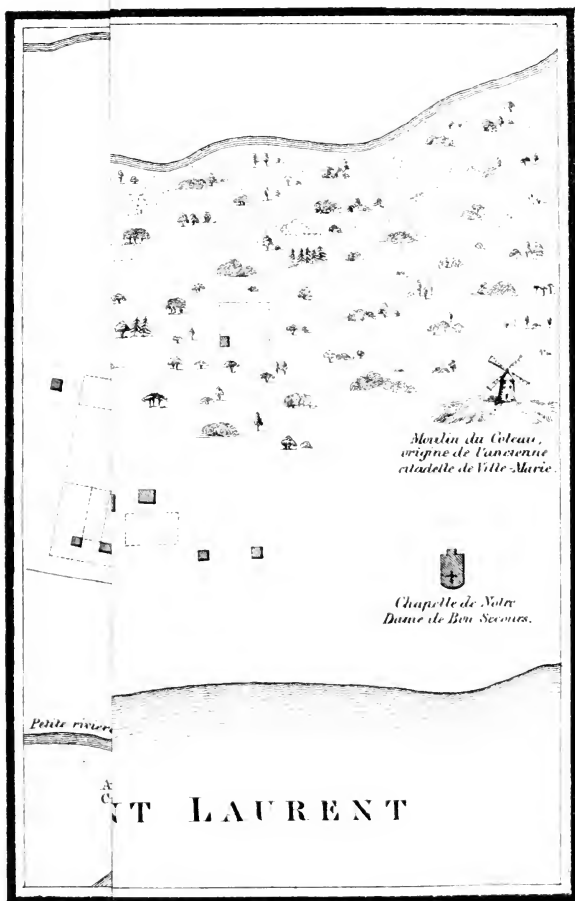 Moulin du Coteau,
origine de l'ancienne
citadelle de Ville-Marie.
Chapelle de Notre
Dame de Bon Secours.
Petite rivière
A
C
NT LAURENT